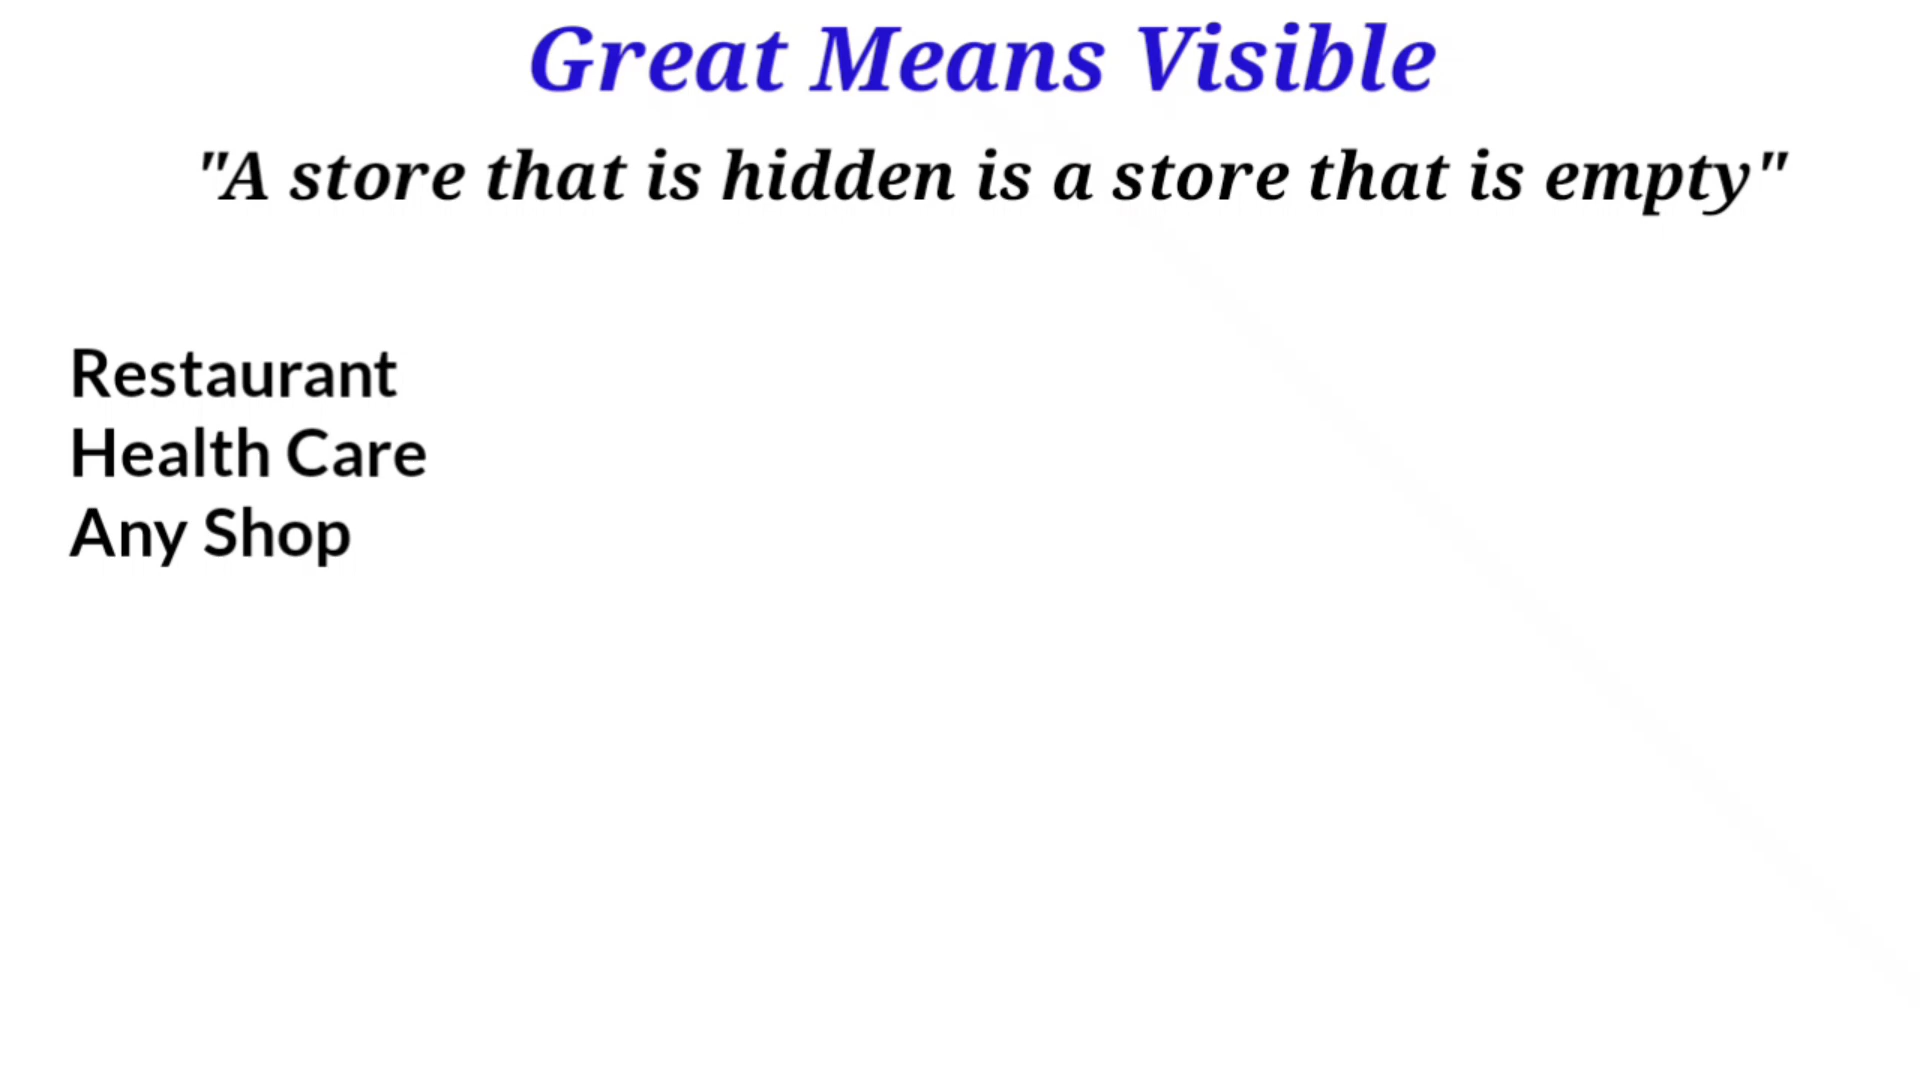 Great Means Visible
"A store that is hidden is a store that is empty"
Restaurant
Health Care
Any Shop